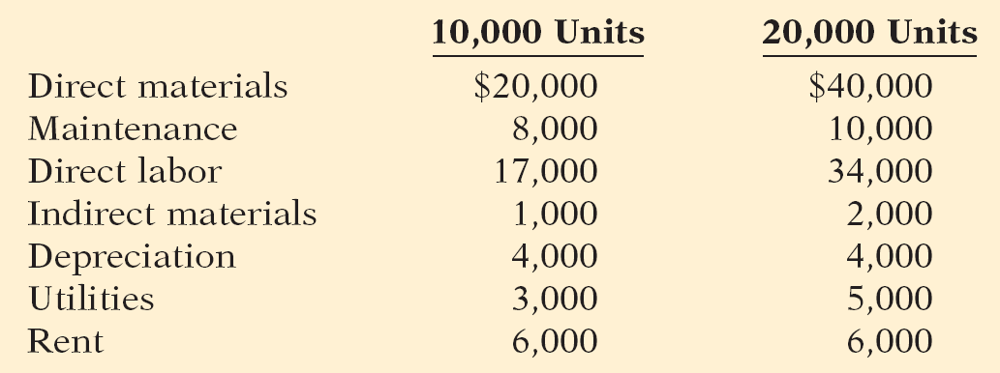 10,000 Units 20,000 Units
Direct materials $20,000 $40,000
Maintenance 8,000 10,000
Direct labor 17,000 34,000
Indirect materials 1,000 2,000
Depreciation 4,000 4,000
Utilities 3,000 5,000
Rent 6,000 6,000